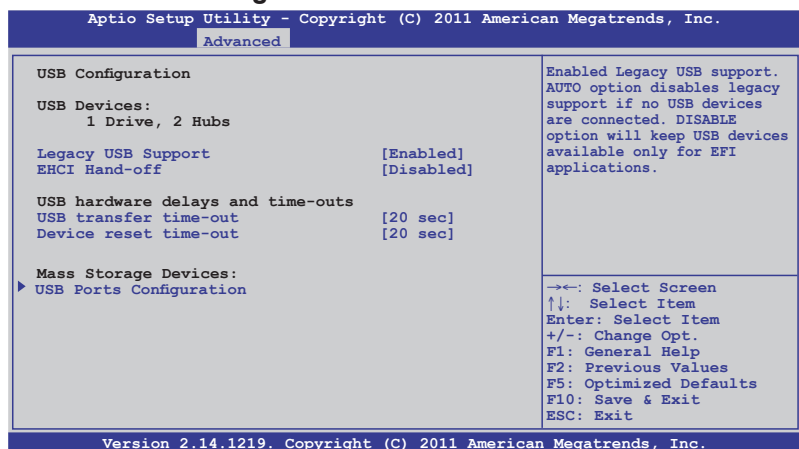 Aptio Setup Utility - Copyright (C) 2011 American Megatrends, Inc.
Advanced
USB Configuration
USB Devices:
1 Drive, 2 Hubs
Legacy USB Support [Enabled]
EHCI Hand-off [Disabled]
USB hardware delays and time-outs
USB transfer time-out [20 sec]
Device reset time-out [20 sec]
Mass Storage Devices:
USB Ports Configuration
Enabled Legacy USB support.
AUTO option disables legacy
support if no USB devices
are connected. DISABLE
option will keep USB devices
available only for EFI
applications.
→←: Select Screen
↑↓: Select Item
Enter: Select Item
+/-: Change Opt.
F1: General Help
F2: Previous Values
F5: Optimized Defaults
F10: Save & Exit
ESC: Exit
Version 2.14.1219. Copyright (C) 2011 American Megatrends, Inc.